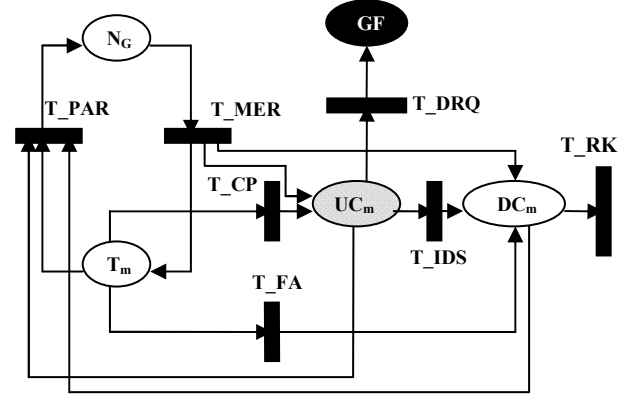 GF
N_G
T_PAR
T_MER
T_DRQ
T_RK
T_CP
UC_m
DC_m
T_IDS
T_m
T_FA